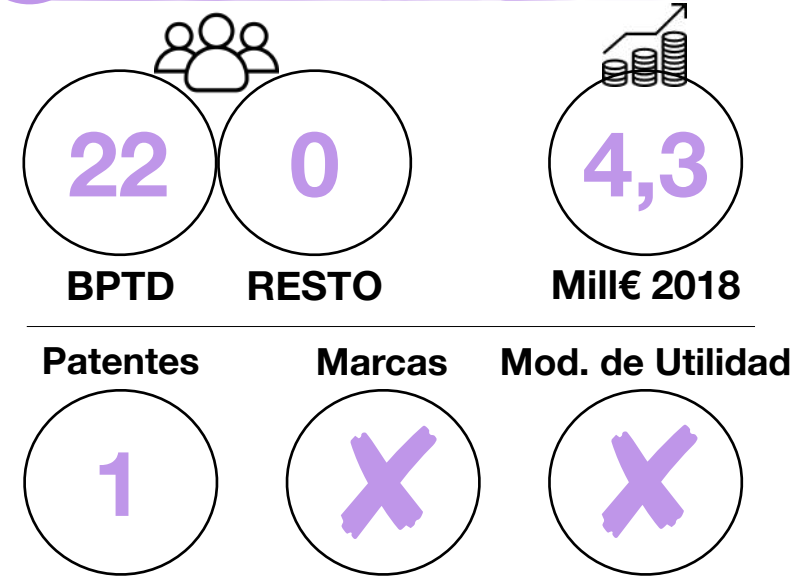 22 0 4,3
BPTD RESTO Mill€ 2018
Patentes Marcas Mod. de Utilidad
1